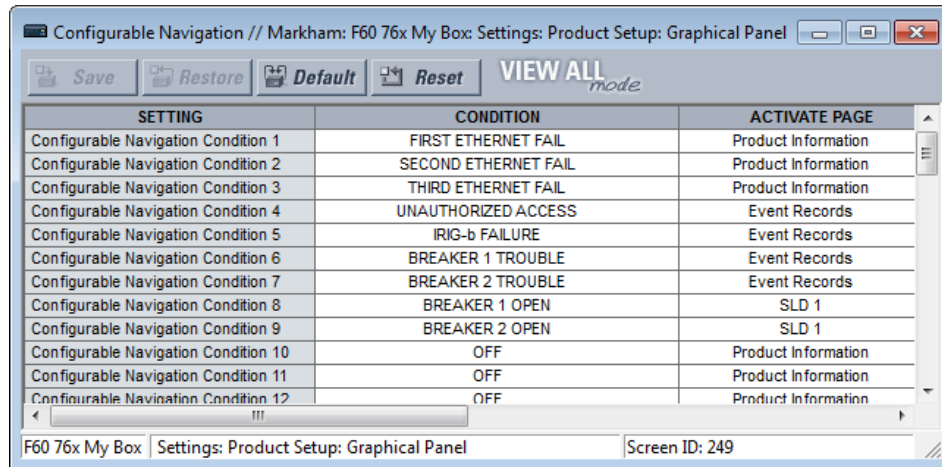 Configurable Navigation // Markham: F60 76x My Box: Settings: Product Setup: Graphical Panel
Save Restore Default Reset VIEW ALL mode
SETTING CONDITION ACTIVATE PAGE
Configurable Navigation Condition 1 FIRST ETHERNET FAIL Product Information
Configurable Navigation Condition 2 SECOND ETHERNET FAIL Product Information
Configurable Navigation Condition 3 THIRD ETHERNET FAIL Product Information
Configurable Navigation Condition 4 UNAUTHORIZED ACCESS Event Records
Configurable Navigation Condition 5 IRIG-b FAILURE Event Records
Configurable Navigation Condition 6 BREAKER 1 TROUBLE Event Records
Configurable Navigation Condition 7 BREAKER 2 TROUBLE Event Records
Configurable Navigation Condition 8 BREAKER 1 OPEN SLD 1
Configurable Navigation Condition 9 BREAKER 2 OPEN SLD 1
Configurable Navigation Condition 10 OFF Product Information
Configurable Navigation Condition 11 OFF Product Information
Configurable Navigation Condition 12 OFF Product Information
F60 76x My Box Settings: Product Setup: Graphical Panel Screen ID: 249